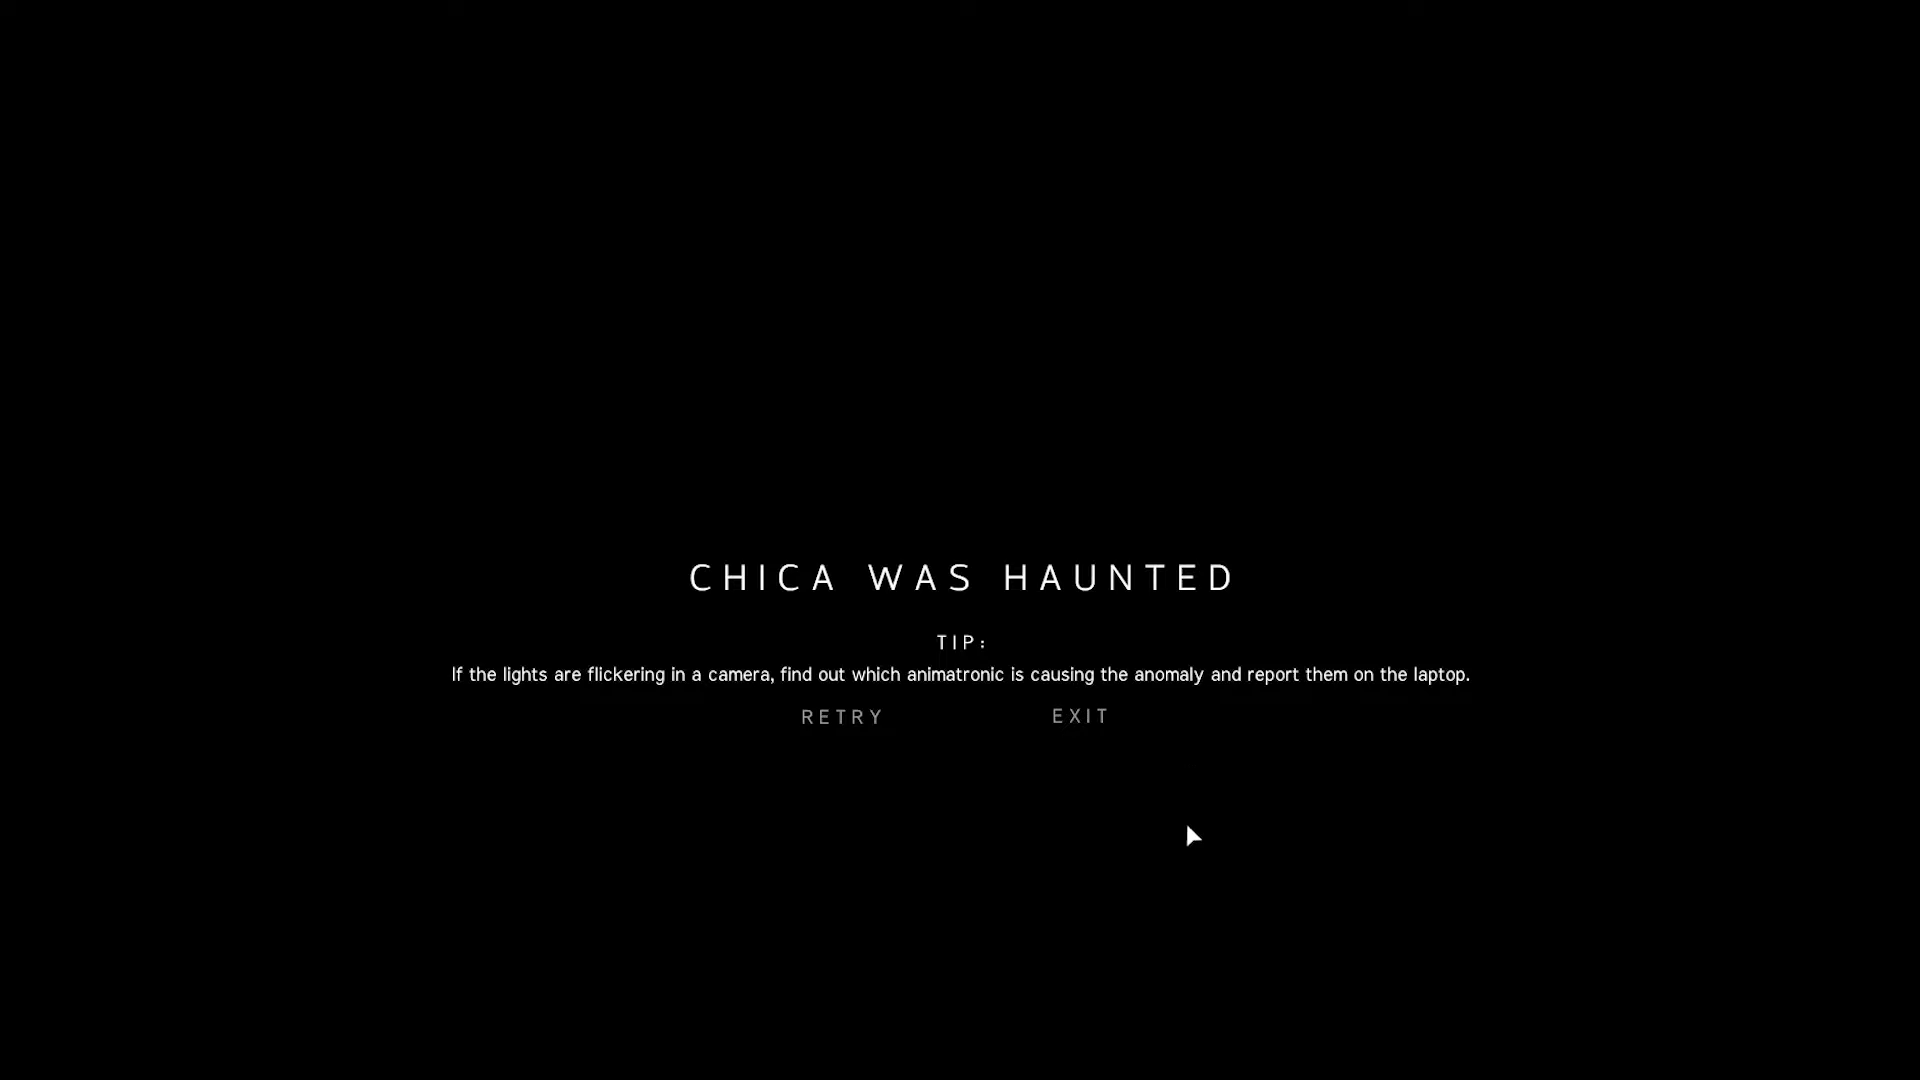 CHICA WAS HAUNTED
TIP:
If the lights are flickering in a camera, find out which animatronic is causing the anomaly and report them on the laptop.
RETRY EXIT